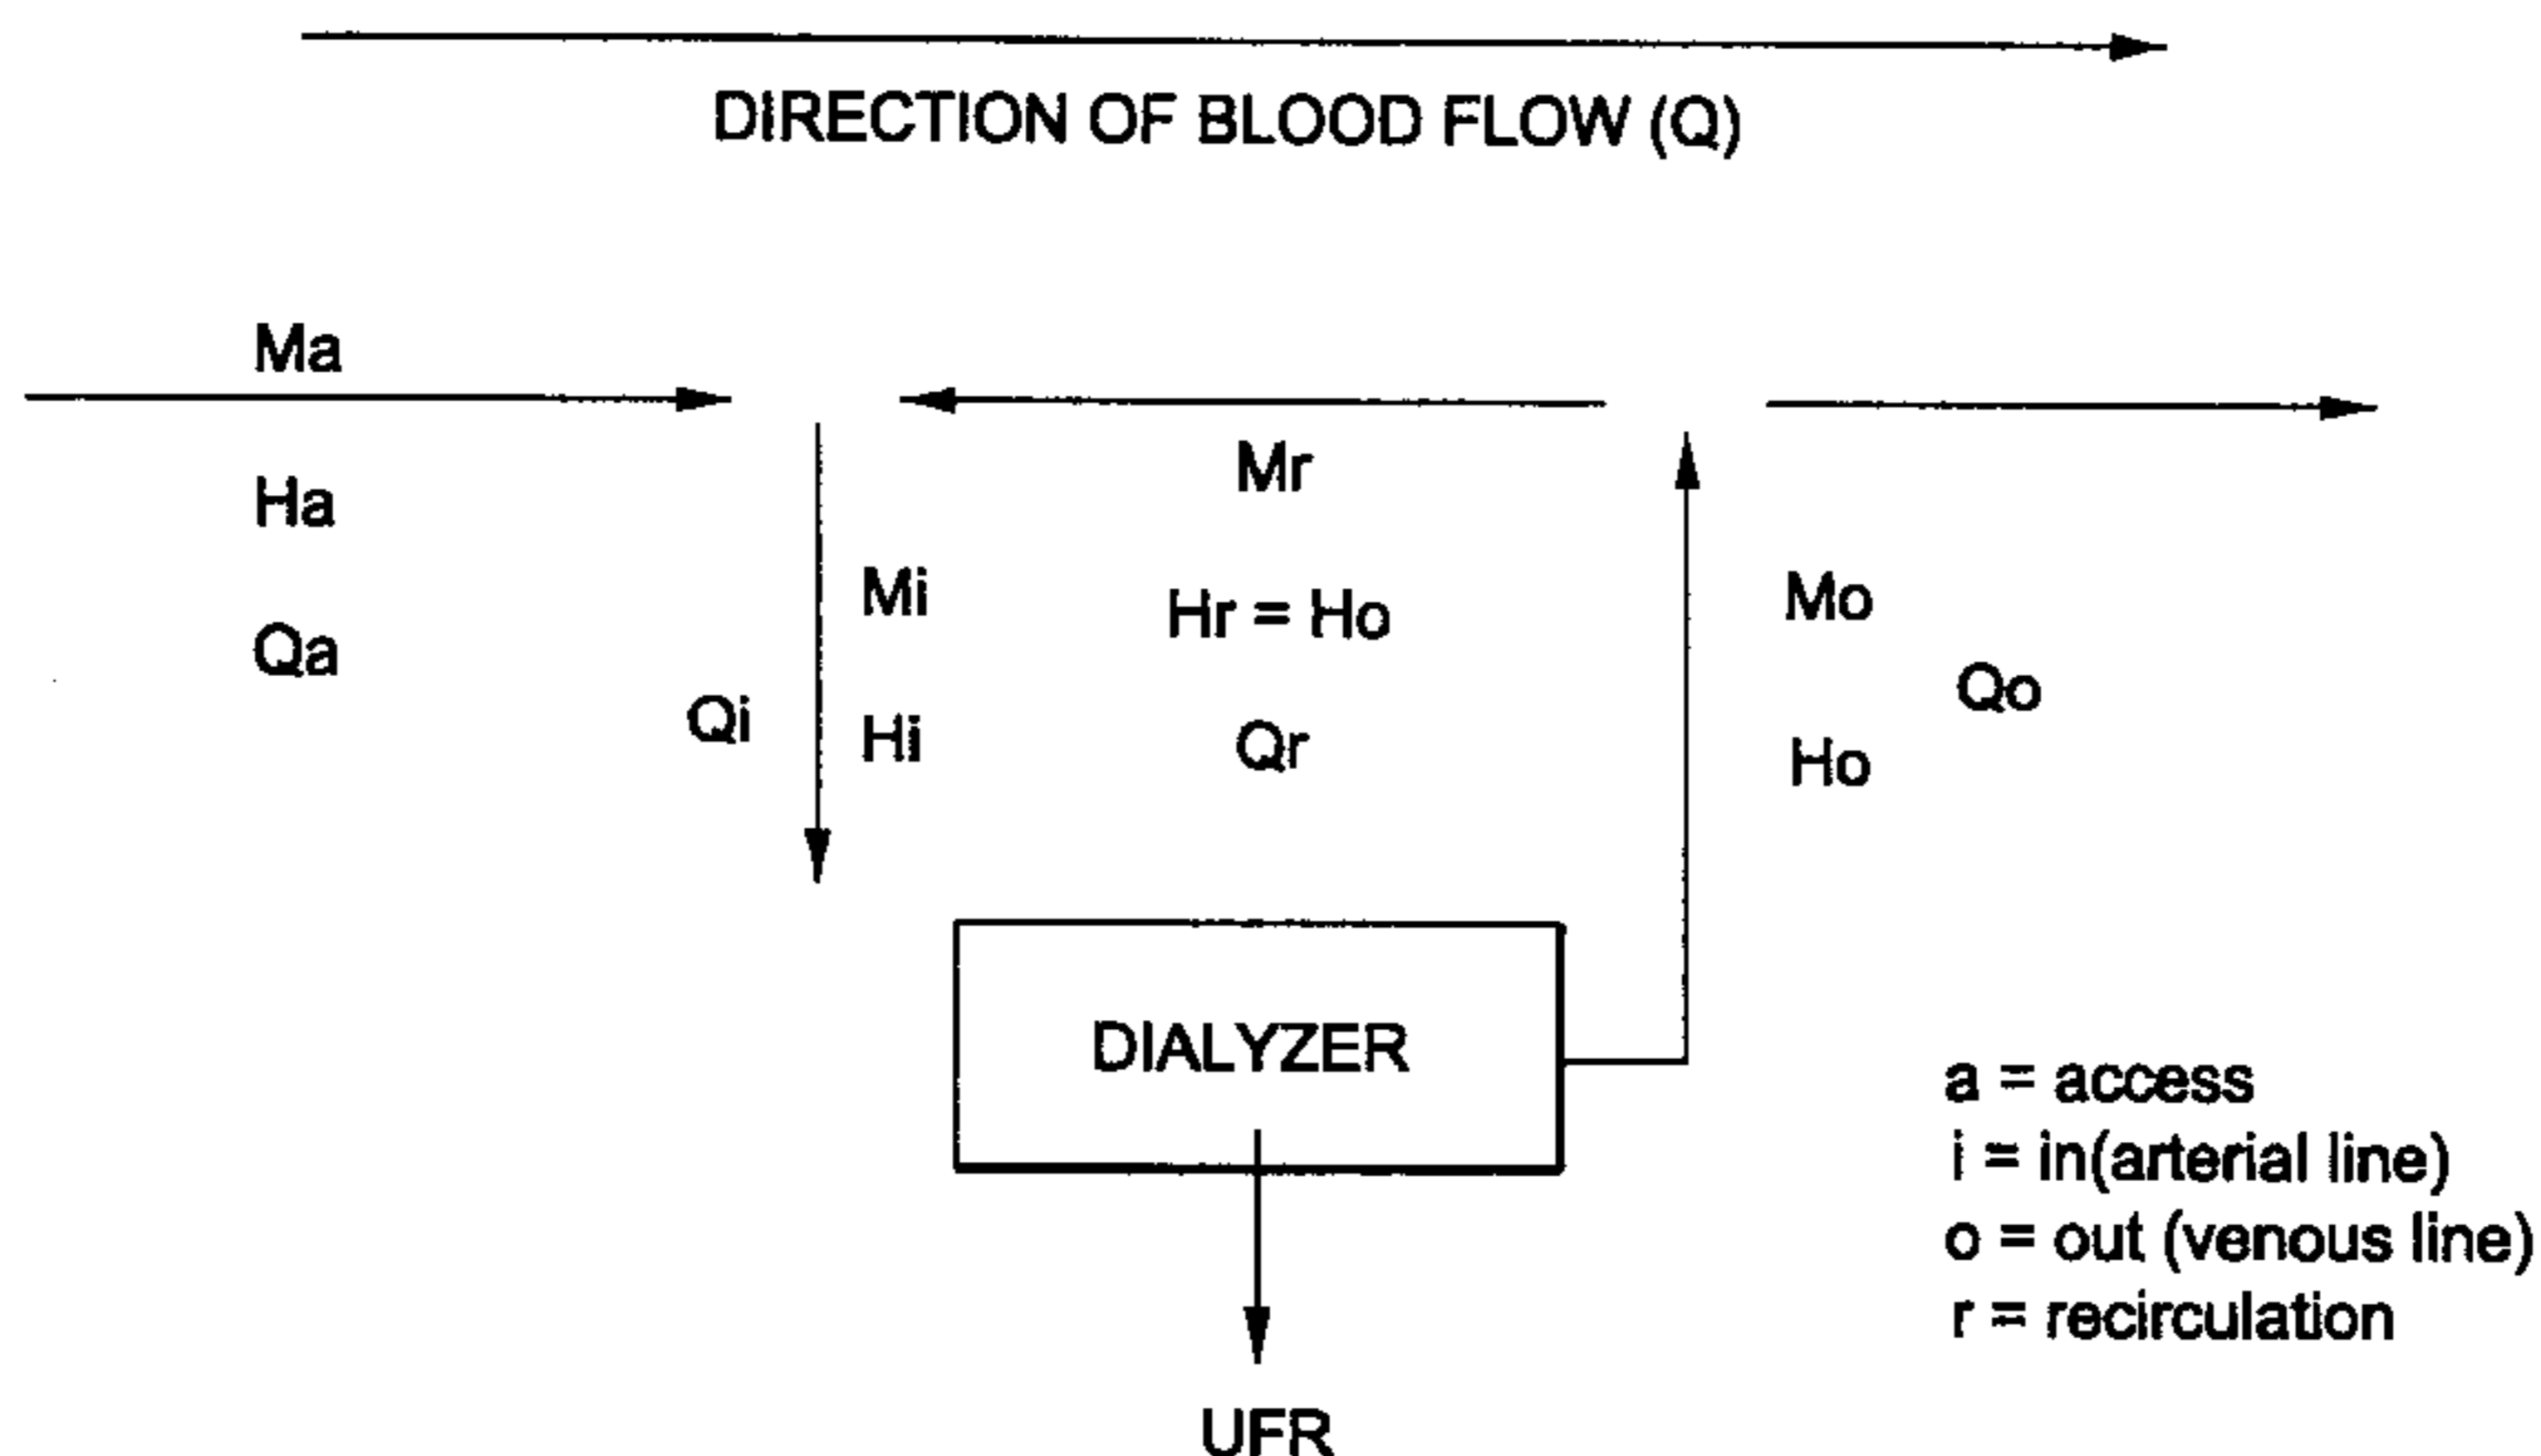 DIRECTION OF BLOOD FLOW (Q)
Ma
Ha
Qa
Qi
Mi
Hi
Mr
Hr = Ho
Qr
Mo
Qo
Ho
DIALYZER
UFR
a = access
i = in(arterial line)
o = out (venous line)
r = recirculation